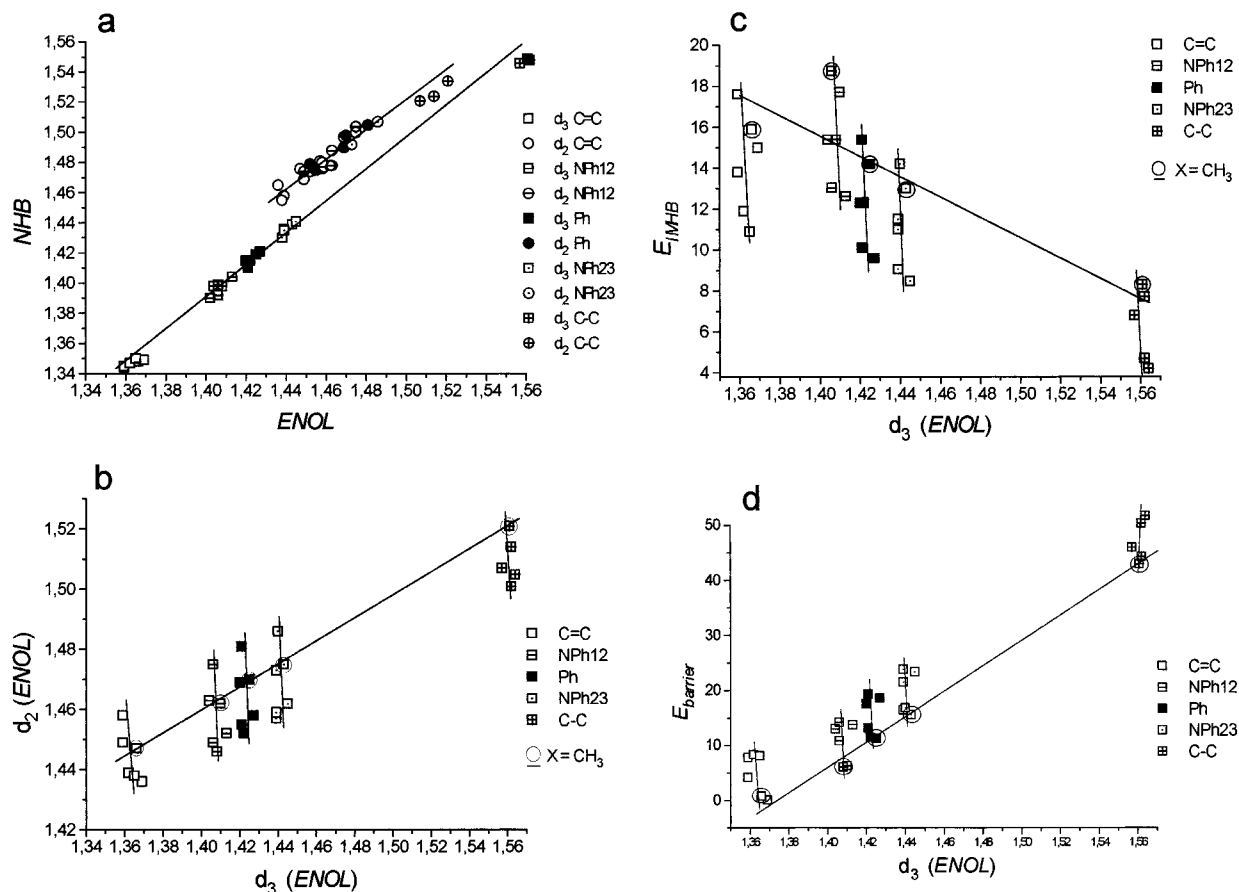 a
NHB
1,56
1,54
1,52
1,50
1,48
1,46
1,44
1,42
1,40
1,38
1,36
1,34
1,34 1,36 1,38 1,40 1,42 1,44 1,46 1,48 1,50 1,52 1,54 1,56
ENOL
d3 C=C
d2 C=C
d3 NPh12
d2 NPh12
d3 Ph
d2 Ph
d3 NPh23
d2 NPh23
d3 C-C
d2 C-C
c
EIMHB
20
18
16
14
12
10
8
6
4
1,36 1,38 1,40 1,42 1,44 1,46 1,48 1,50 1,52 1,54 1,56
d3 (ENOL)
C=C
NPh12
Ph
NPh23
C-C
X=CH3
b
d2 (ENOL)
1,52
1,50
1,48
1,46
1,44
1,42
1,34 1,36 1,38 1,40 1,42 1,44 1,46 1,48 1,50 1,52 1,54 1,56
d3 (ENOL)
C=C
NPh12
Ph
NPh23
C-C
X=CH3
d
Ebarrier
50
40
30
20
10
0
1,36 1,38 1,40 1,42 1,44 1,46 1,48 1,50 1,52 1,54 1,56
d3 (ENOL)
C=C
NPh12
Ph
NPh23
C-C